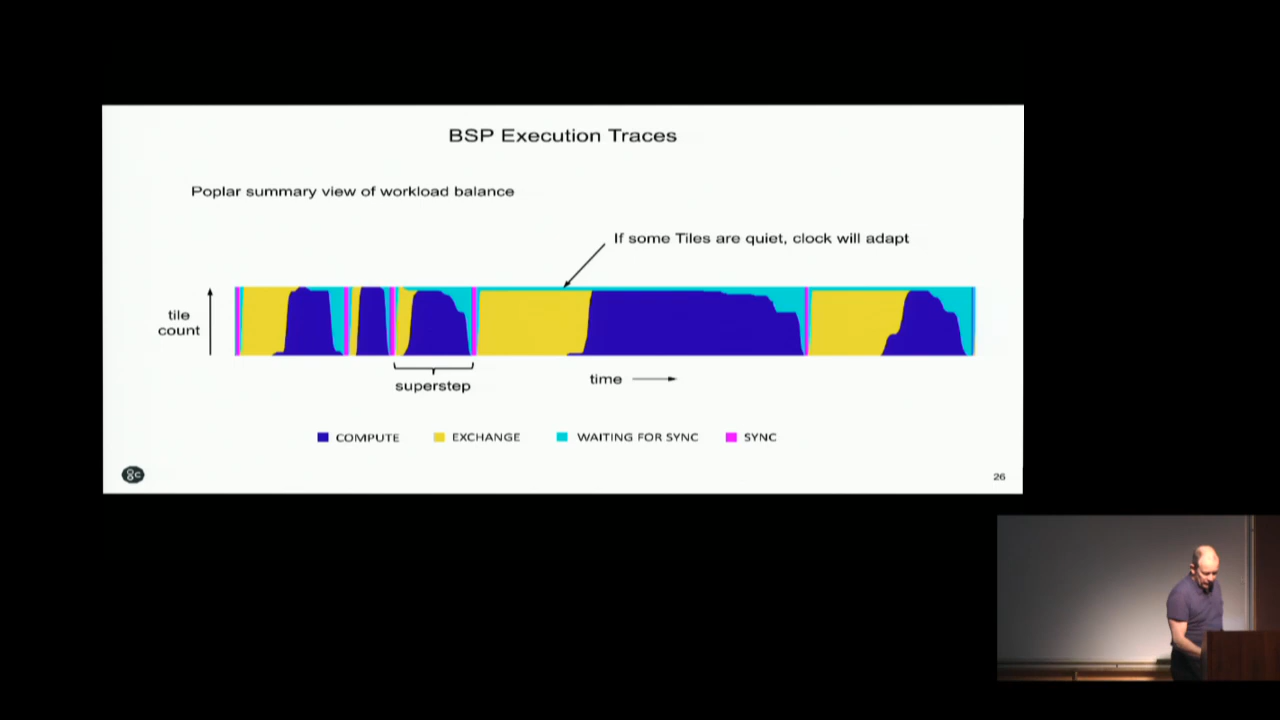 BSP Execution Traces
Poplar summary view of workload balance
If some Tiles are quiet, clock will adapt
tile
count
superstep
time
COMPUTE
EXCHANGE
WAITING FOR SYNC
SYNC
gc
26